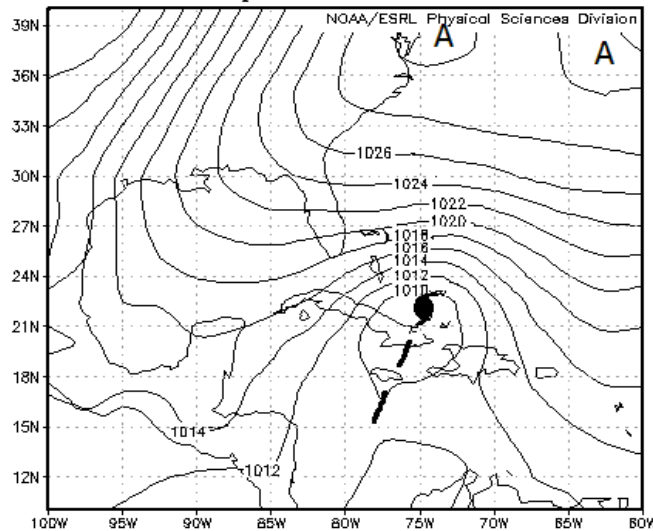 NOAA/ESRL Physical Sciences Division
39N
A
A
36N
33N
1026
30N
1024
1022
27N
1020
1018
1016
24N
1014
1012
1010
21N
18N
15N
1014
12N
1012
100W 95W 90W 85W 80W 75W 70W 65W 60W